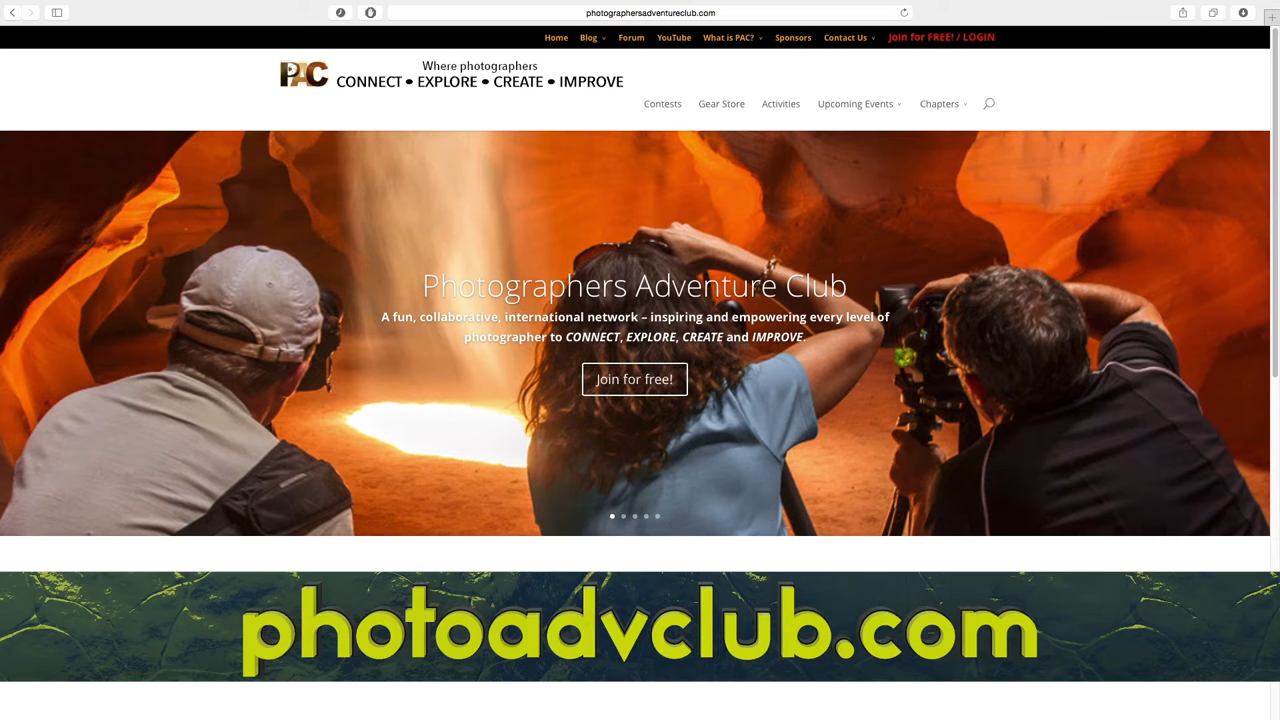 photographersadventureclub.com
Home Blog Forum YouTube What is PAC? Sponsors Contact Us Join for FREE! / LOGIN
PAC
Where photographers
CONNECT • EXPLORE • CREATE • IMPROVE
Contests Gear Store Activities Upcoming Events Chapters
Photographers Adventure Club
A fun, collaborative, international network – inspiring and empowering every level of
photographer to CONNECT, EXPLORE, CREATE and IMPROVE.
Join for free!
photoadvclub.com